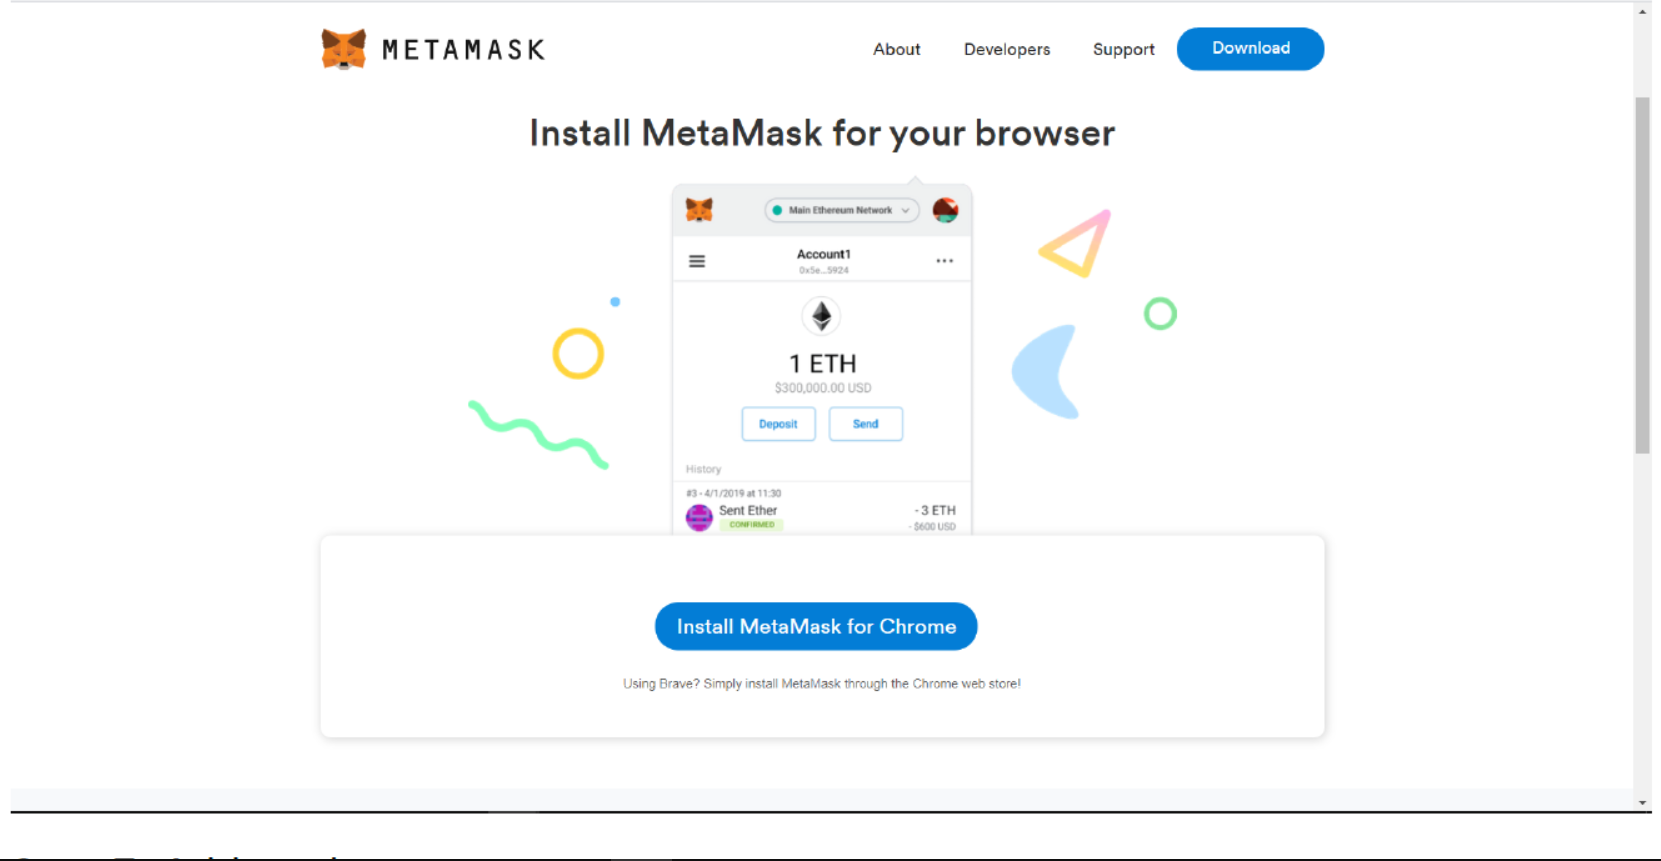 METAMASK
About Developers Support Download
Install MetaMask for your browser
Main Ethereum Network
Account1
0x5e...5924
1 ETH
$300,000.00 USD
Deposit Send
History
#3 - 4/1/2019 at 11:30
Sent Ether - 3 ETH
CONFIRMED - $600 USD
Install MetaMask for Chrome
Using Brave? Simply install MetaMask through the Chrome web store!